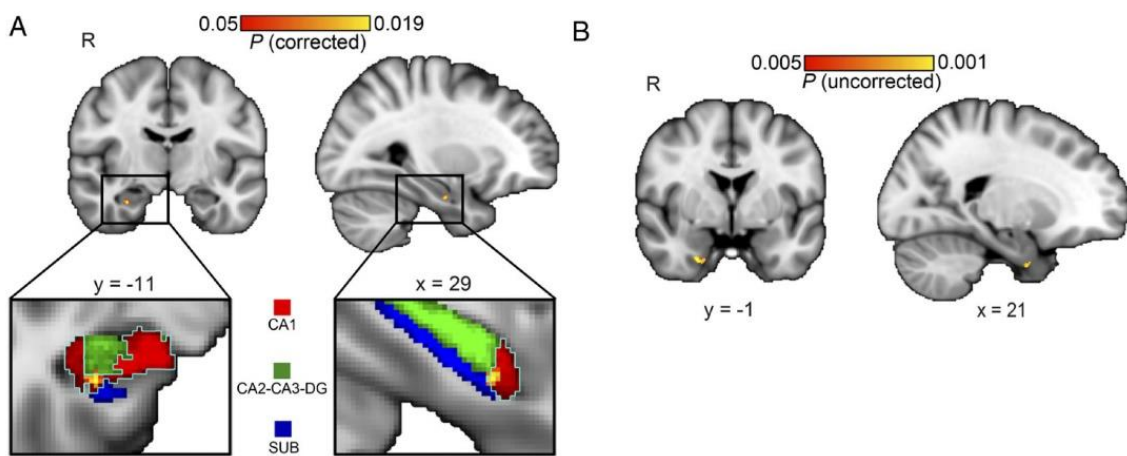 A
0.05
0.019
P (corrected)
R
y = -11
x = 29
CA1
CA2-CA3-DG
SUB
B
0.005
0.001
P (uncorrected)
R
y = -1
x = 21